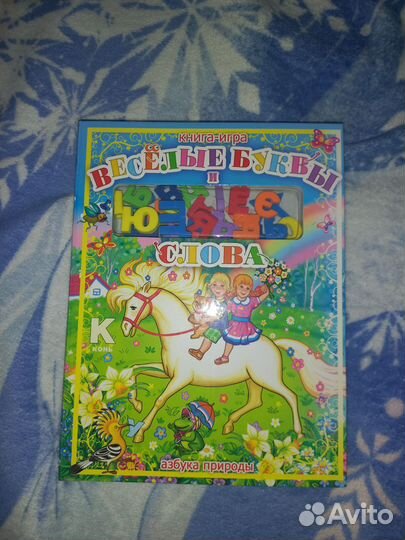 книга-игра
ВЕСЁЛЫЕ БУКВЫ
и
СЛОВА
К
конь
азбука природы
Avito